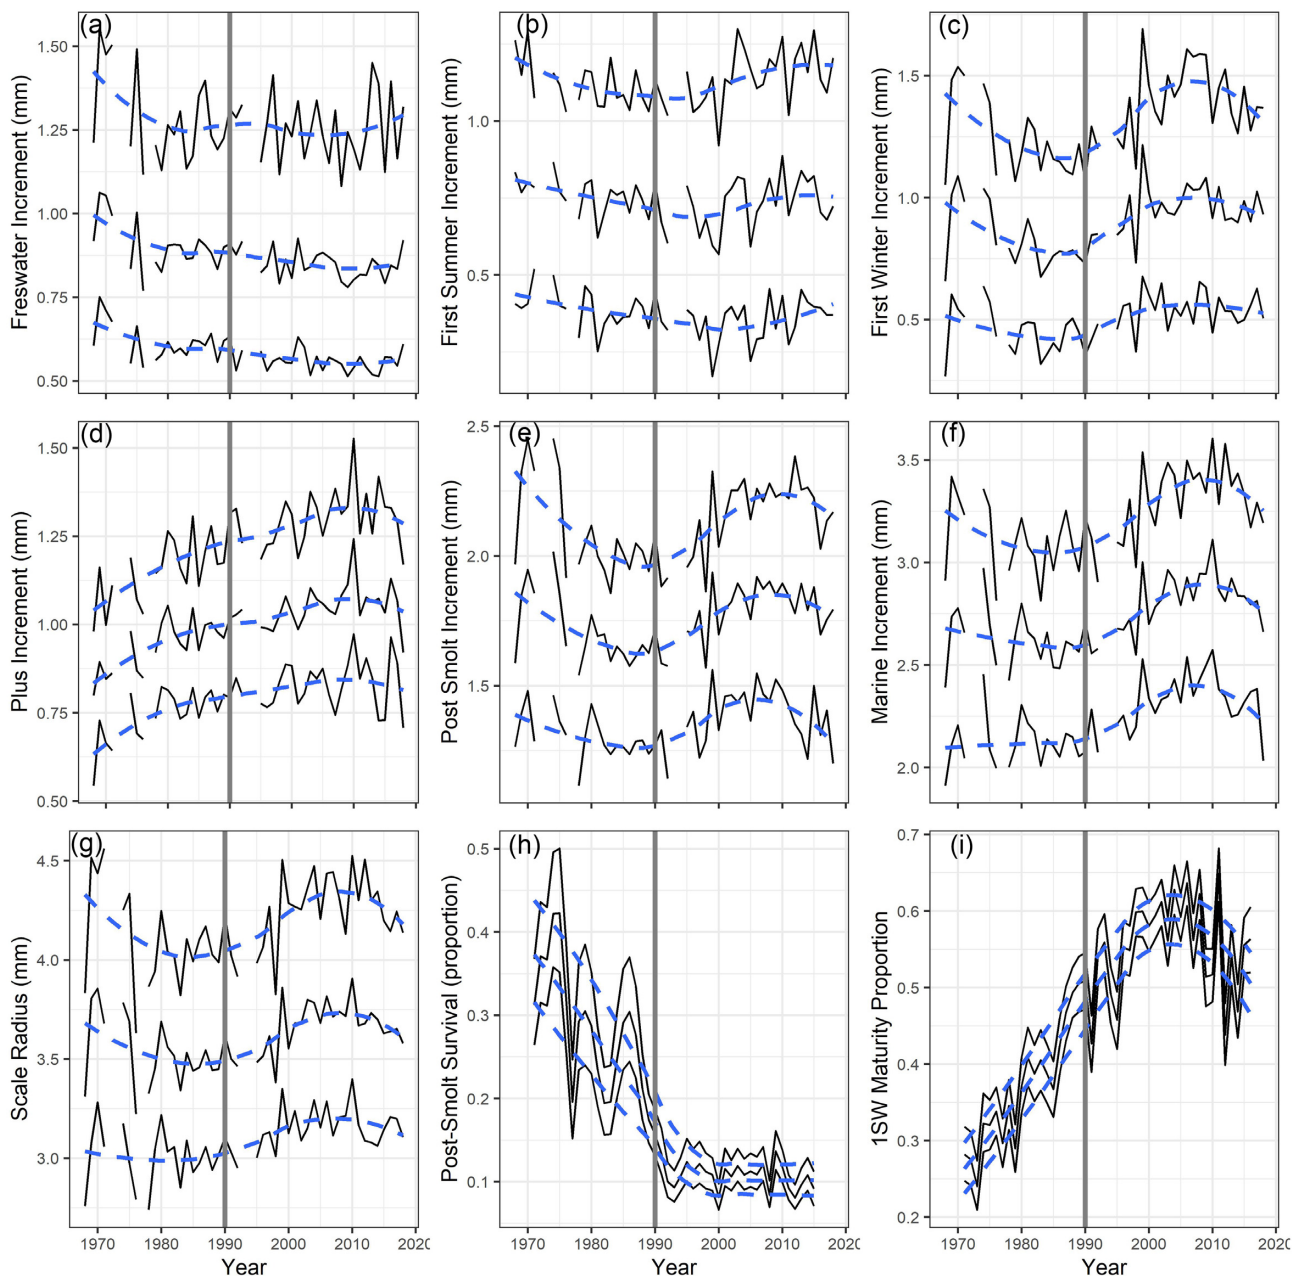 (a)
Freswater Increment (mm)
1.50
1.25
1.00
0.75
0.50
(b)
First Summer Increment (mm)
1.0
0.5
(c)
First Winter Increment (mm)
1.5
1.0
0.5
(d)
Plus Increment (mm)
1.50
1.25
1.00
0.75
0.50
(e)
Post Smolt Increment (mm)
2.5
2.0
1.5
(f)
Marine Increment (mm)
3.5
3.0
2.5
2.0
(g)
Scale Radius (mm)
4.5
4.0
3.5
3.0
1970 1980 1990 2000 2010 202
Year
(h)
Post-Smolt Survival (proportion)
0.5
0.4
0.3
0.2
0.1
1970 1980 1990 2000 2010 202
Year
(i)
1SW Maturity Proportion
0.7
0.6
0.5
0.4
0.3
0.2
1970 1980 1990 2000 2010 2020
Year